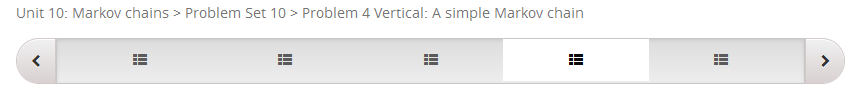 Unit 10: Markov chains > Problem Set 10 > Problem 4 Vertical: A simple Markov chain